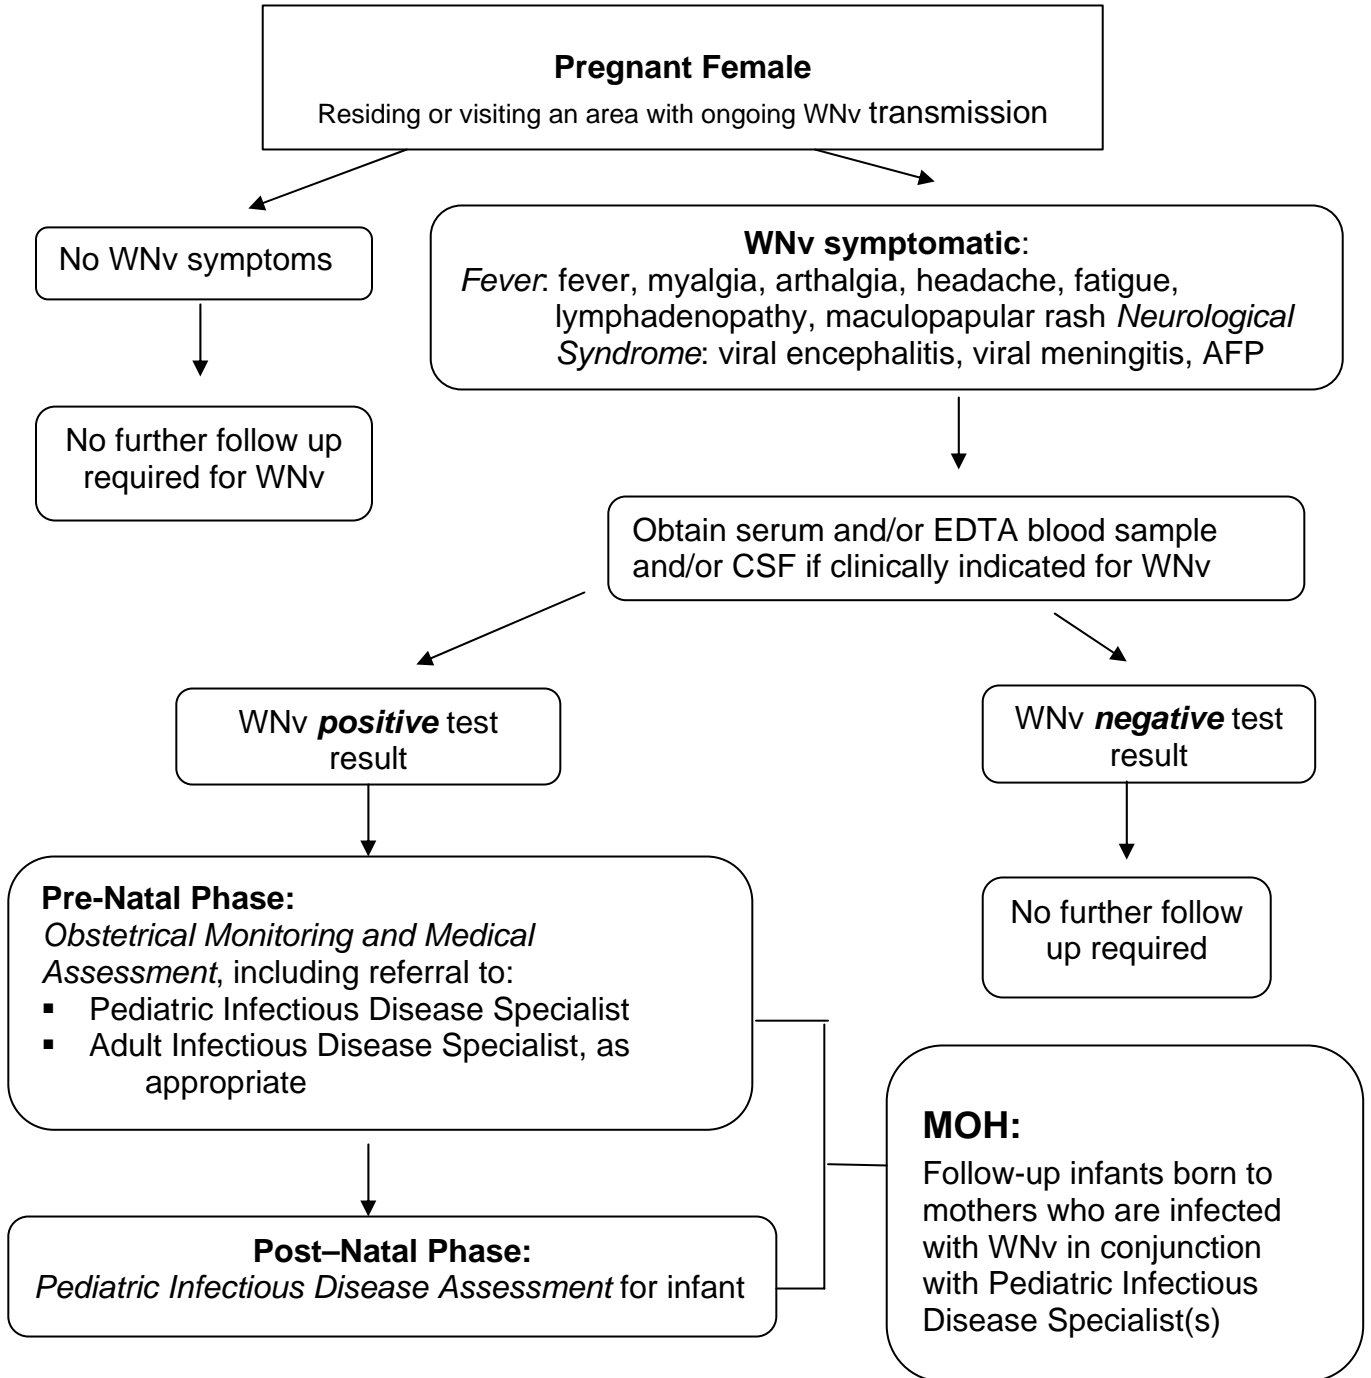 Pregnant Female
Residing or visiting an area with ongoing WNv transmission
No WNv symptoms
WNv symptomatic:
Fever: fever, myalgia, arthalgia, headache, fatigue,
lymphadenopathy, maculopapular rash Neurological
Syndrome: viral encephalitis, viral meningitis, AFP
No further follow up
required for WNv
Obtain serum and/or EDTA blood sample
and/or CSF if clinically indicated for WNv
WNv positive test
result
WNv negative test
result
Pre-Natal Phase:
Obstetrical Monitoring and Medical
Assessment, including referral to:
▪ Pediatric Infectious Disease Specialist
▪ Adult Infectious Disease Specialist, as
appropriate
No further follow
up required
MOH:
Follow-up infants born to
mothers who are infected
with WNv in conjunction
with Pediatric Infectious
Disease Specialist(s)
Post–Natal Phase:
Pediatric Infectious Disease Assessment for infant